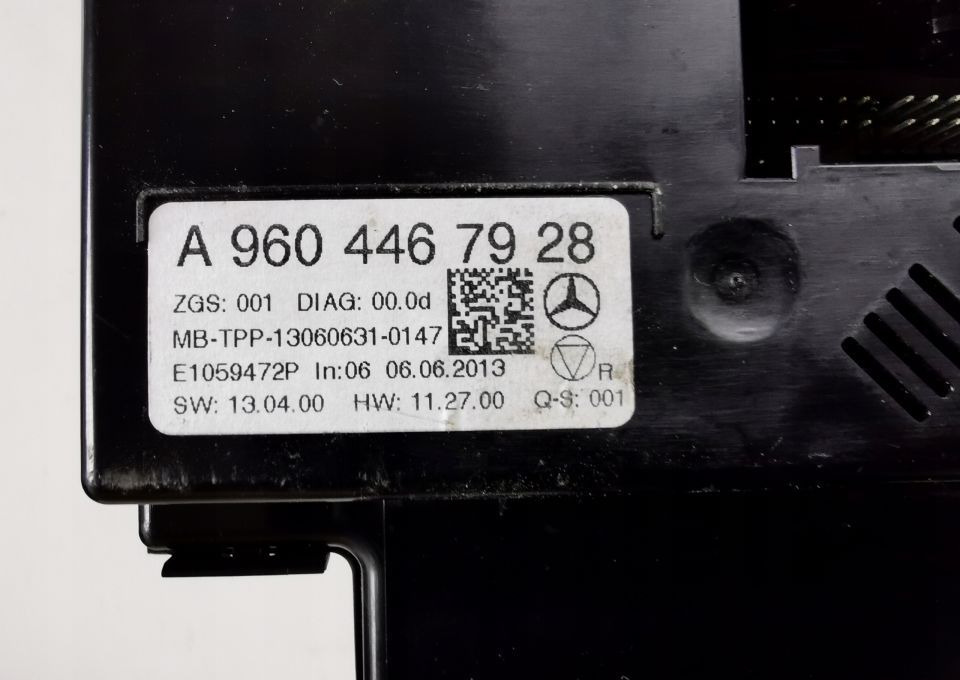 A 960 446 79 28
ZGS: 001 DIAG: 00.0d
MB-TPP-13060631-0147
E1059472P In:06 06.06.2013
R
SW: 13.04.00 HW: 11.27.00 Q-S: 001